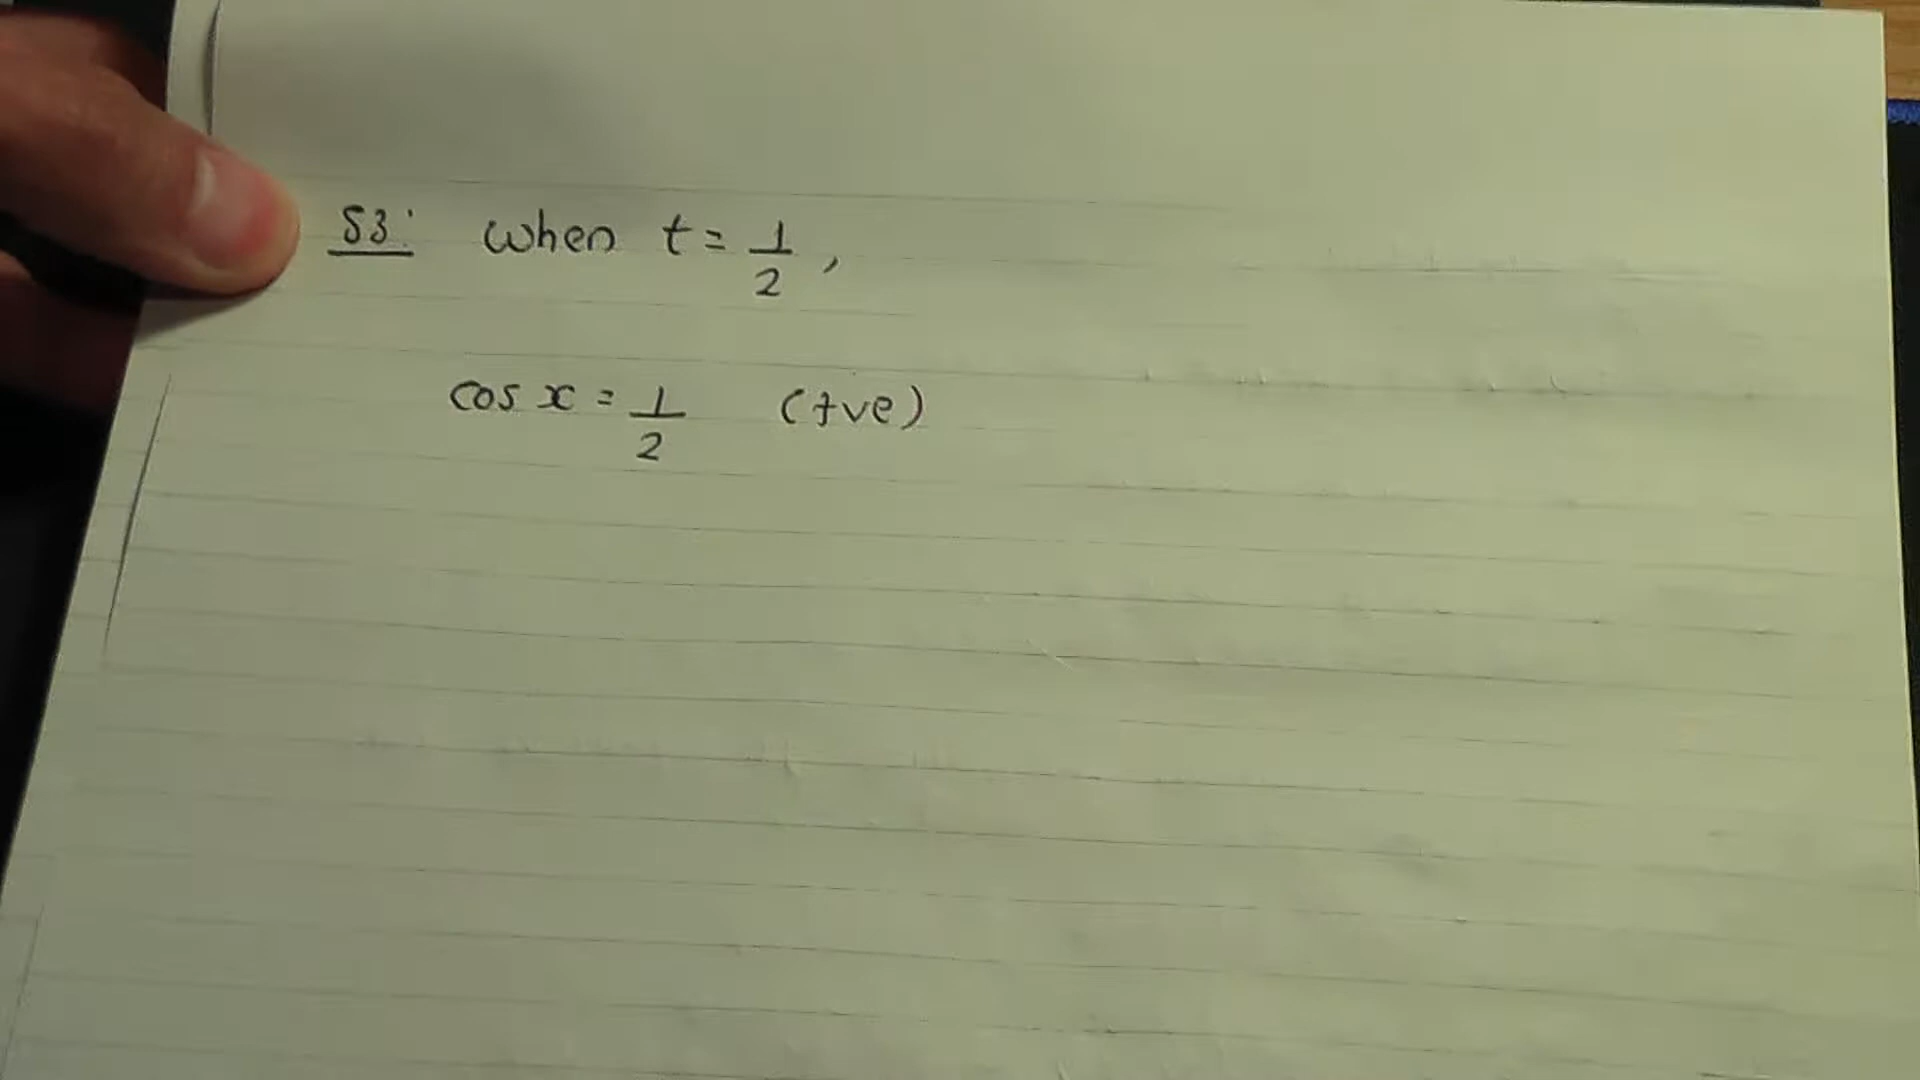 S3: when t = 1/2,
cos x = 1/2 (+ve)